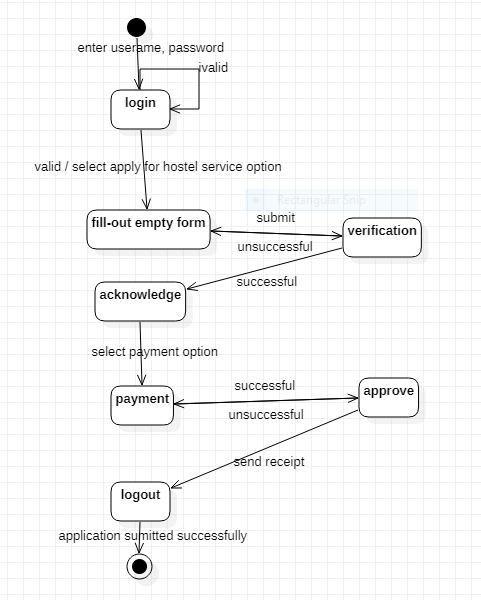 enter userame, password
ivalid
login
valid / select apply for hostel service option
Rectangular Snip
fill-out empty form
submit
verification
unsuccessful
successful
acknowledge
select payment option
payment
successful
approve
unsuccessful
send receipt
logout
application sumitted successfully